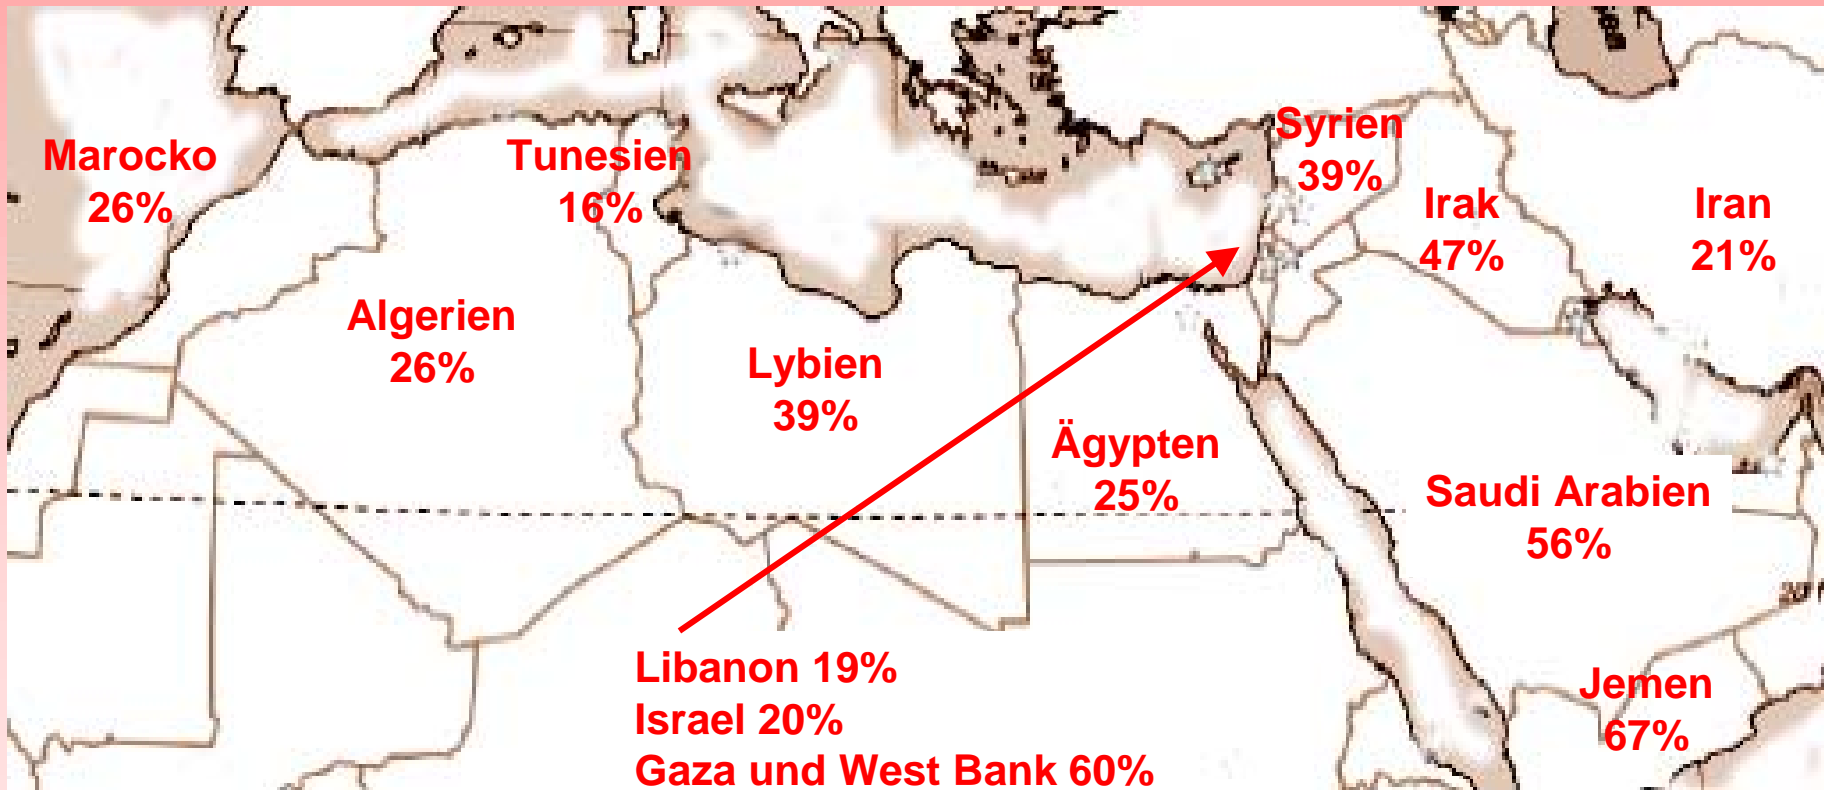 Marocko
26%
Tunesien
16%
Syrien
39%
Irak
47%
Iran
21%
Algerien
26%
Lybien
39%
Ägypten
25%
Saudi Arabien
56%
Jemen
67%
Libanon 19%
Israel 20%
Gaza und West Bank 60%